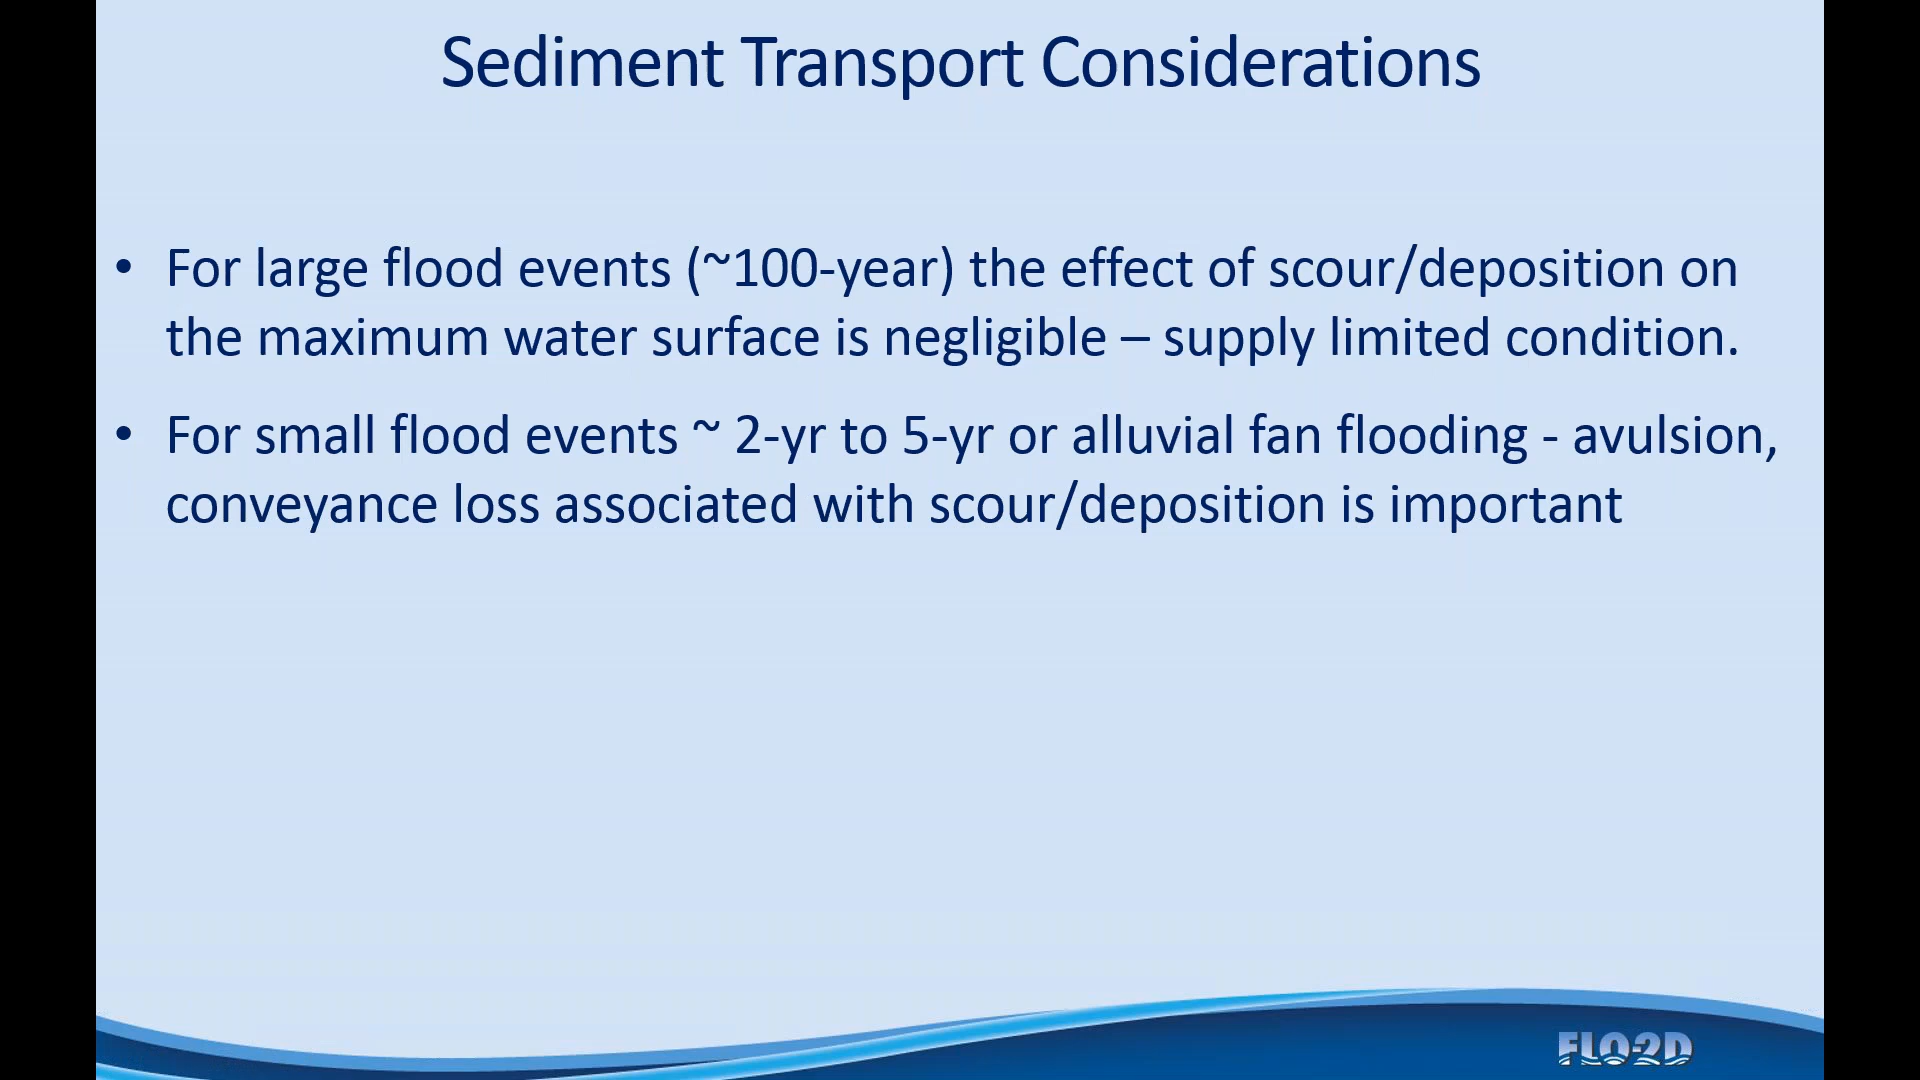 Sediment Transport Considerations
• For large flood events (~100-year) the effect of scour/deposition on
the maximum water surface is negligible – supply limited condition.
• For small flood events ~ 2-yr to 5-yr or alluvial fan flooding - avulsion,
conveyance loss associated with scour/deposition is important
FLO-2D